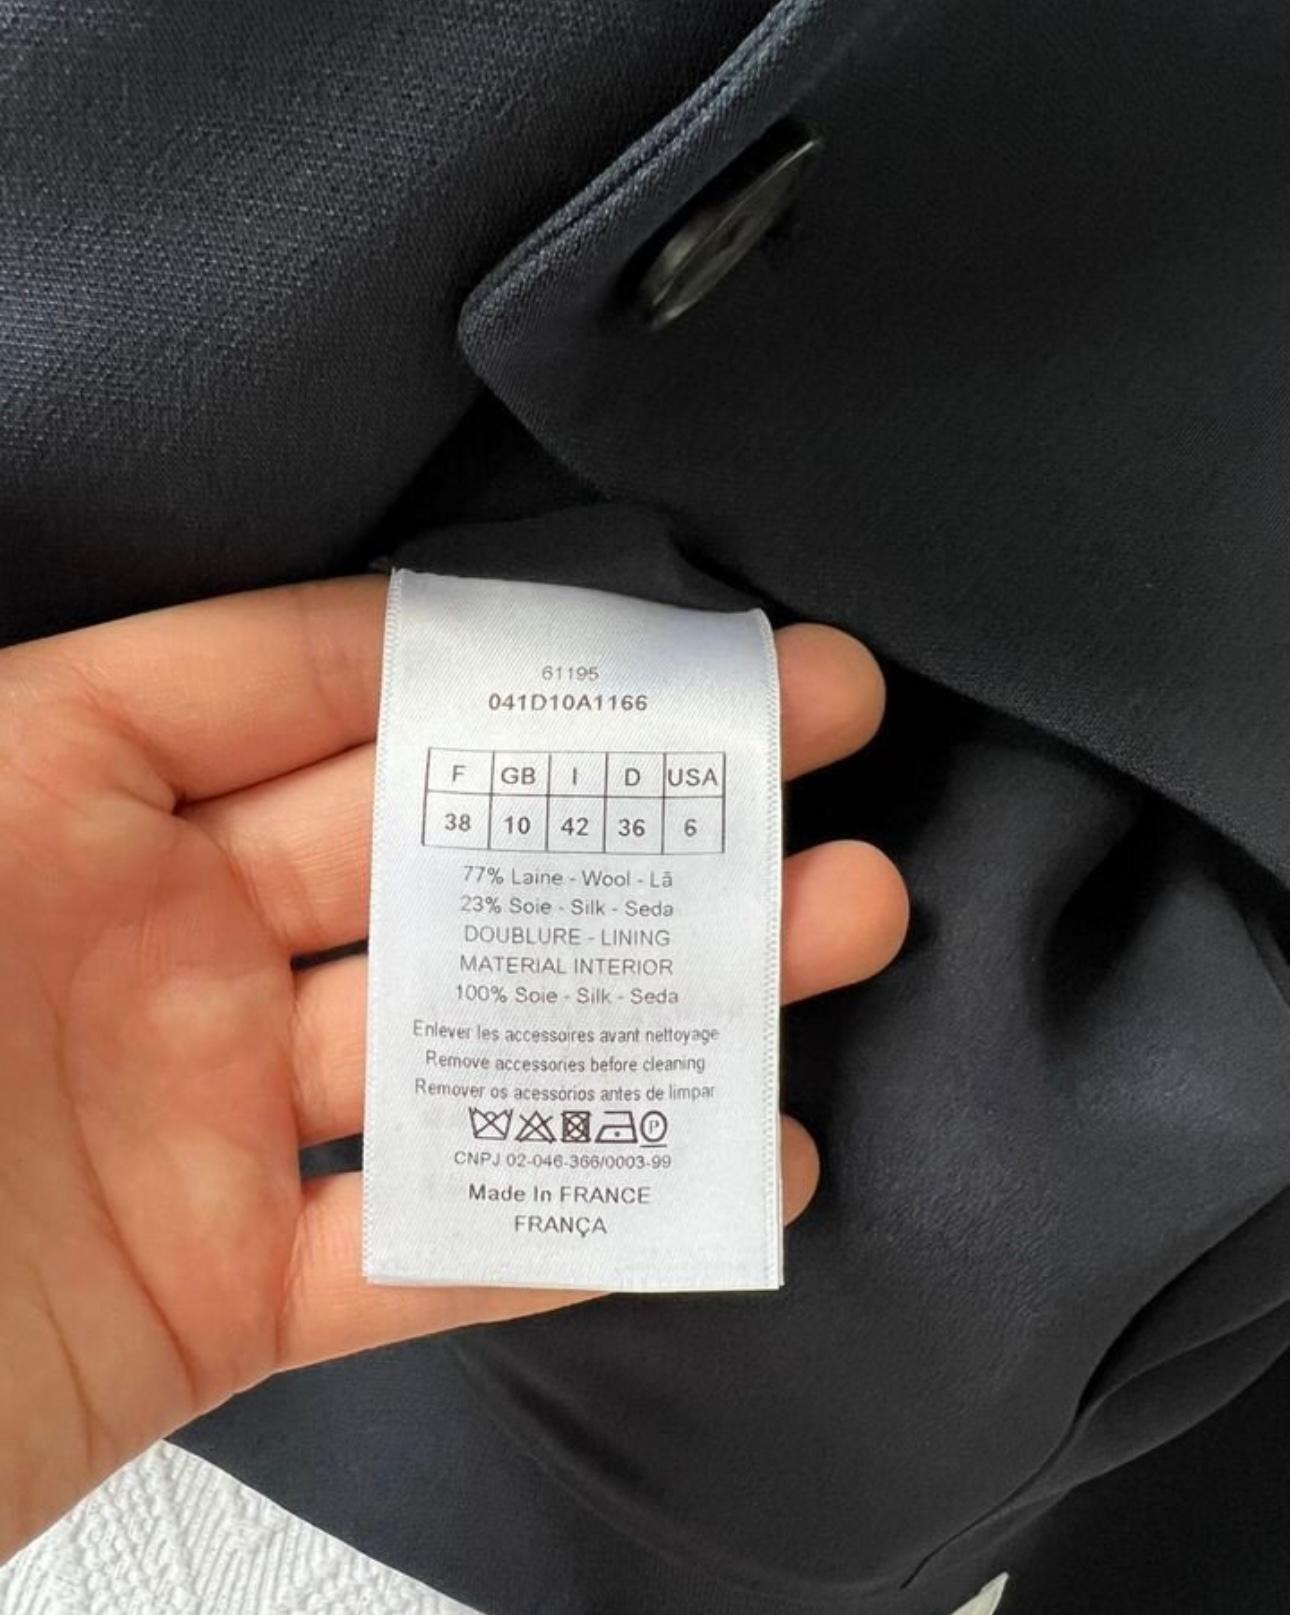 61195
041D10A1166
F GB I D USA
38 10 42 36 6
77% Laine - Wool - Lã
23% Soie - Silk - Seda
DOUBLURE - LINING
MATERIAL INTERIOR
100% Soie - Silk - Seda
Enlever les accessoires avant nettoyage
Remove accessories before cleaning
Remover os acessórios antes de limpar
P
CNPJ 02-046-366/0003-99
Made In FRANCE
FRANÇA